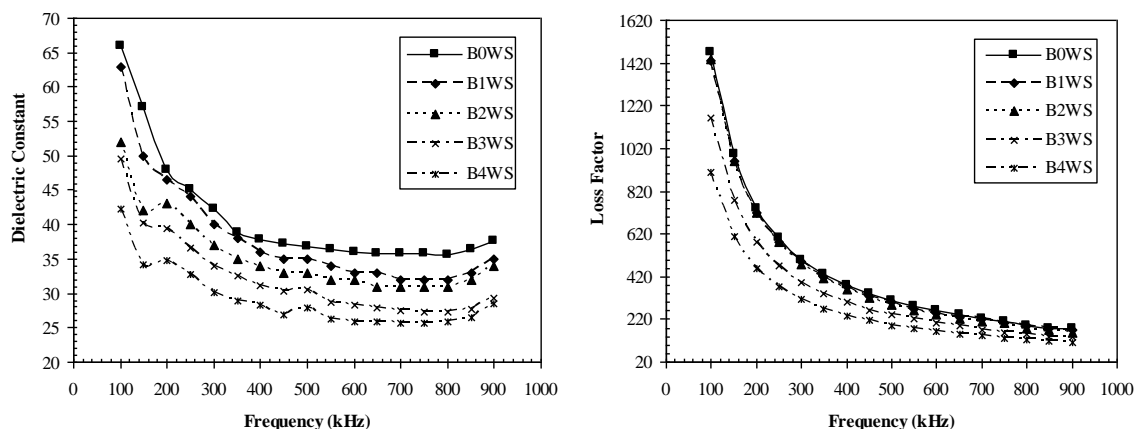 70
65
60
55
50
45
40
35
30
25
20
Dielectric Constant
B0WS
B1WS
B2WS
B3WS
B4WS
0 100 200 300 400 500 600 700 800 900 1000
Frequency (kHz)
1620
1420
1220
1020
820
620
420
220
20
Loss Factor
B0WS
B1WS
B2WS
B3WS
B4WS
0 100 200 300 400 500 600 700 800 900 1000
Frequency (kHz)